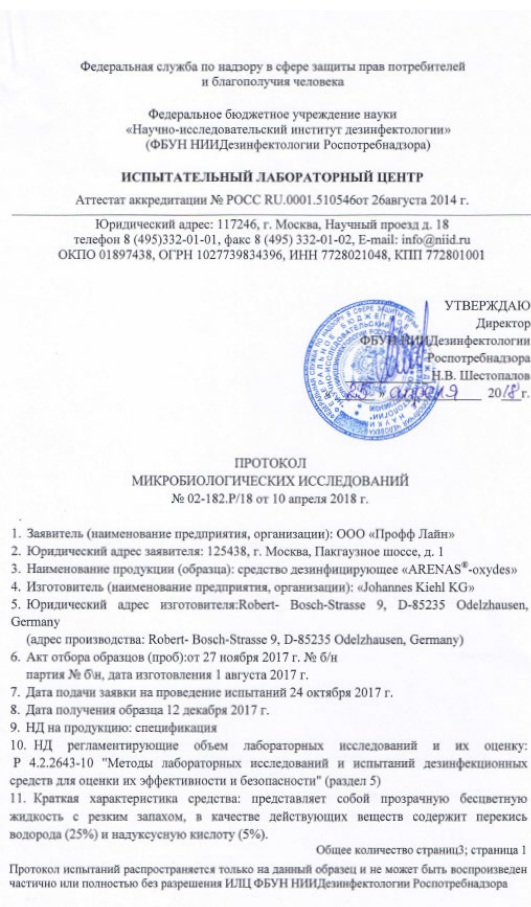 Федеральная служба по надзору в сфере защиты прав потребителей
и благополучия человека
Федеральное бюджетное учреждение науки
«Научно-исследовательский институт дезинфектологии»
(ФБУН НИИДезинфектологии Роспотребнадзора)
ИСПЫТАТЕЛЬНЫЙ ЛАБОРАТОРНЫЙ ЦЕНТР
Аттестат аккредитации № РОСС RU.0001.510546от 26августа 2014 г.
Юридический адрес: 117246, г. Москва, Научный проезд д. 18
телефон 8 (495)332-01-01, факс 8 (495) 332-01-02, E-mail: info@niid.ru
ОКПО 01897438, ОГРН 1027739834396, ИНН 7728021048, КПП 772801001
УТВЕРЖДАЮ
Директор
ФБУН НИИДезинфектологии
Роспотребнадзора
Н.В. Шестопалов
25 » апреля 2018 г.
ПРОТОКОЛ
МИКРОБИОЛОГИЧЕСКИХ ИССЛЕДОВАНИЙ
№ 02-182.Р/18 от 10 апреля 2018 г.
1. Заявитель (наименование предприятия, организации): ООО «Профф Лайн»
2. Юридический адрес заявителя: 125438, г. Москва, Пакгаузное шоссе, д. 1
3. Наименование продукции (образца): средство дезинфицирующее «ARENAS®-oxydes»
4. Изготовитель (наименование предприятия, организации): «Johannes Kiehl KG»
5. Юридический адрес изготовителя:Robert- Bosch-Strasse 9, D-85235 Odelzhausen,
Germany
(адрес производства: Robert- Bosch-Strasse 9, D-85235 Odelzhausen, Germany)
6. Акт отбора образцов (проб):от 27 ноября 2017 г. № б/н
партия № б\н, дата изготовления 1 августа 2017 г.
7. Дата подачи заявки на проведение испытаний 24 октября 2017 г.
8. Дата получения образца 12 декабря 2017 г.
9. НД на продукцию: спецификация
10. НД регламентирующие объем лабораторных исследований и их оценку:
Р 4.2.2643-10 "Методы лабораторных исследований и испытаний дезинфекционных
средств для оценки их эффективности и безопасности" (раздел 5)
11. Краткая характеристика средства: представляет собой прозрачную бесцветную
жидкость с резким запахом, в качестве действующих веществ содержит перекись
водорода (25%) и надуксусную кислоту (5%).
Общее количество страниц3; страница 1
Протокол испытаний распространяется только на данный образец и не может быть воспроизведен
частично или полностью без разрешения ИЛЦ ФБУН НИИДезинфектологии Роспотребнадзора